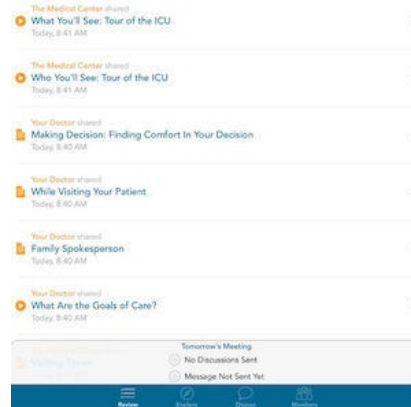 The Medical Center shared
What You'll See: Tour of the ICU
Today, 8:41 AM
The Medical Center shared
Who You'll See: Tour of the ICU
Today, 8:41 AM
Your Doctor shared
Making Decision: Finding Comfort In Your Decision
Today, 8:40 AM
Your Doctor shared
While Visiting Your Patient
Today, 8:40 AM
Your Doctor shared
Family Spokesperson
Today, 8:40 AM
Your Doctor shared
What Are the Goals of Care?
Today, 8:40 AM
Tomorrow's Meeting
No Discussions Sent
Message Not Sent Yet
Review Explore Discuss Members